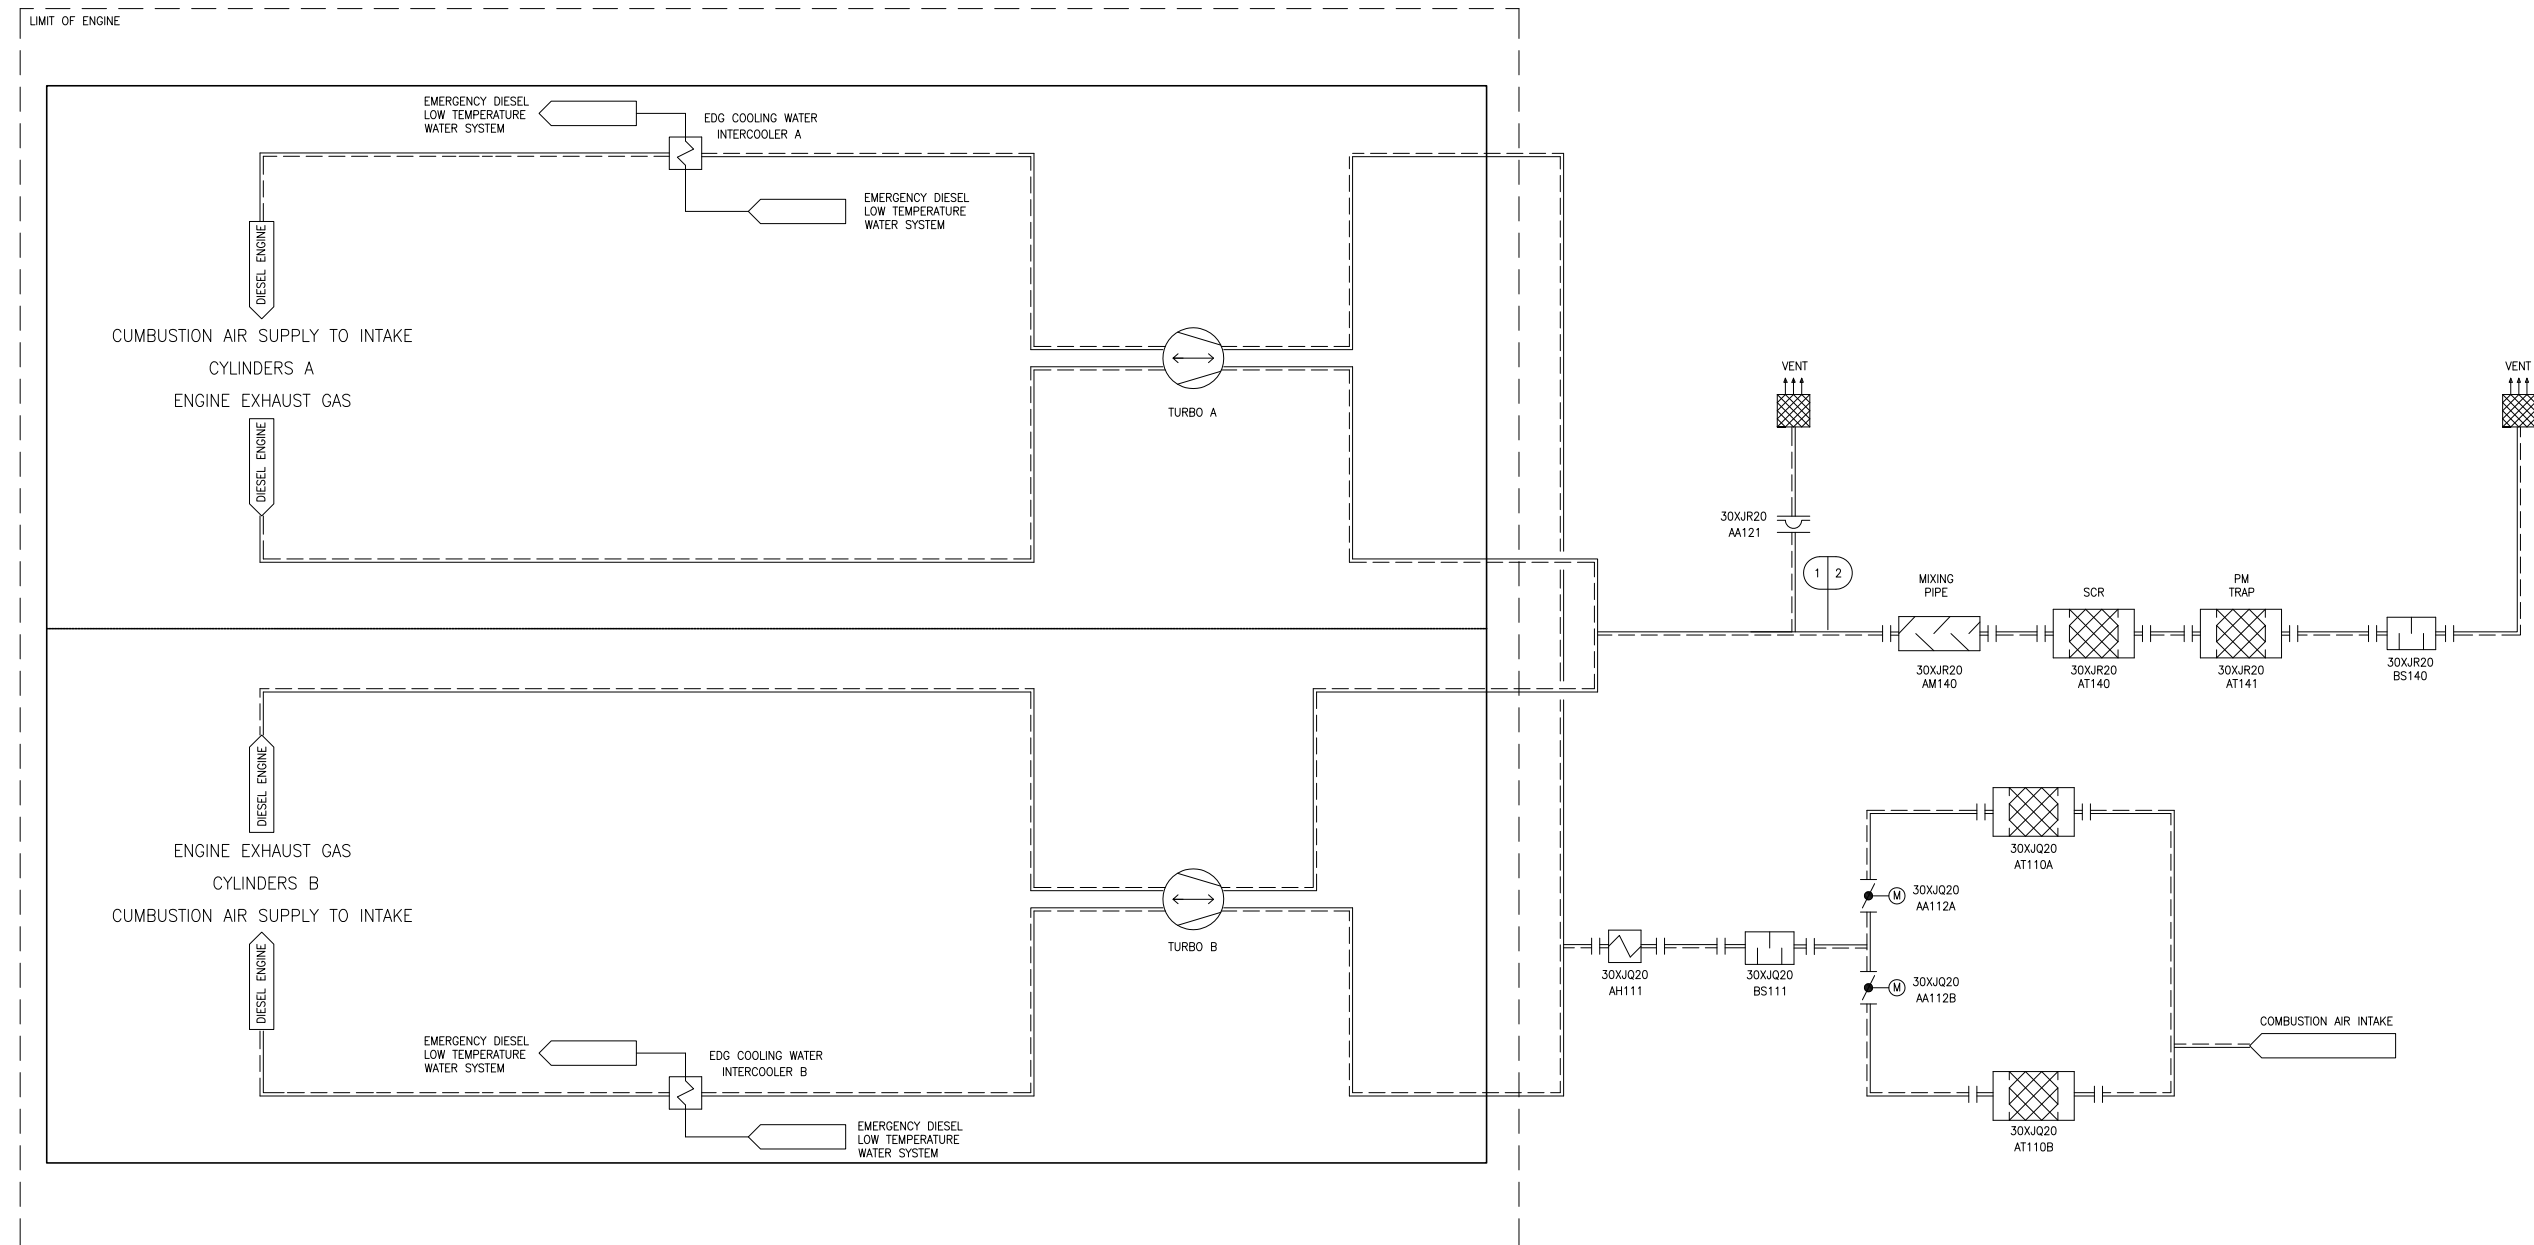 LIMIT OF ENGINE
EMERGENCY DIESEL
LOW TEMPERATURE
WATER SYSTEM
EDG COOLING WATER
INTERCOOLER A
EMERGENCY DIESEL
LOW TEMPERATURE
WATER SYSTEM
DIESEL ENGINE
CUMBUSTION AIR SUPPLY TO INTAKE
CYLINDERS A
ENGINE EXHAUST GAS
DIESEL ENGINE
TURBO A
VENT
VENT
30XJR20
AA121
1 2
MIXING
PIPE
30XJR20
AM140
SCR
30XJR20
AT140
PM
TRAP
30XJR20
AT141
30XJR20
BS140
DIESEL ENGINE
ENGINE EXHAUST GAS
CYLINDERS B
CUMBUSTION AIR SUPPLY TO INTAKE
DIESEL ENGINE
TURBO B
EMERGENCY DIESEL
LOW TEMPERATURE
WATER SYSTEM
EDG COOLING WATER
INTERCOOLER B
EMERGENCY DIESEL
LOW TEMPERATURE
WATER SYSTEM
30XJQ20
AH111
30XJQ20
BS111
30XJQ20
AT110A
M
30XJQ20
AA112A
M
30XJQ20
AA112B
COMBUSTION AIR INTAKE
30XJQ20
AT110B